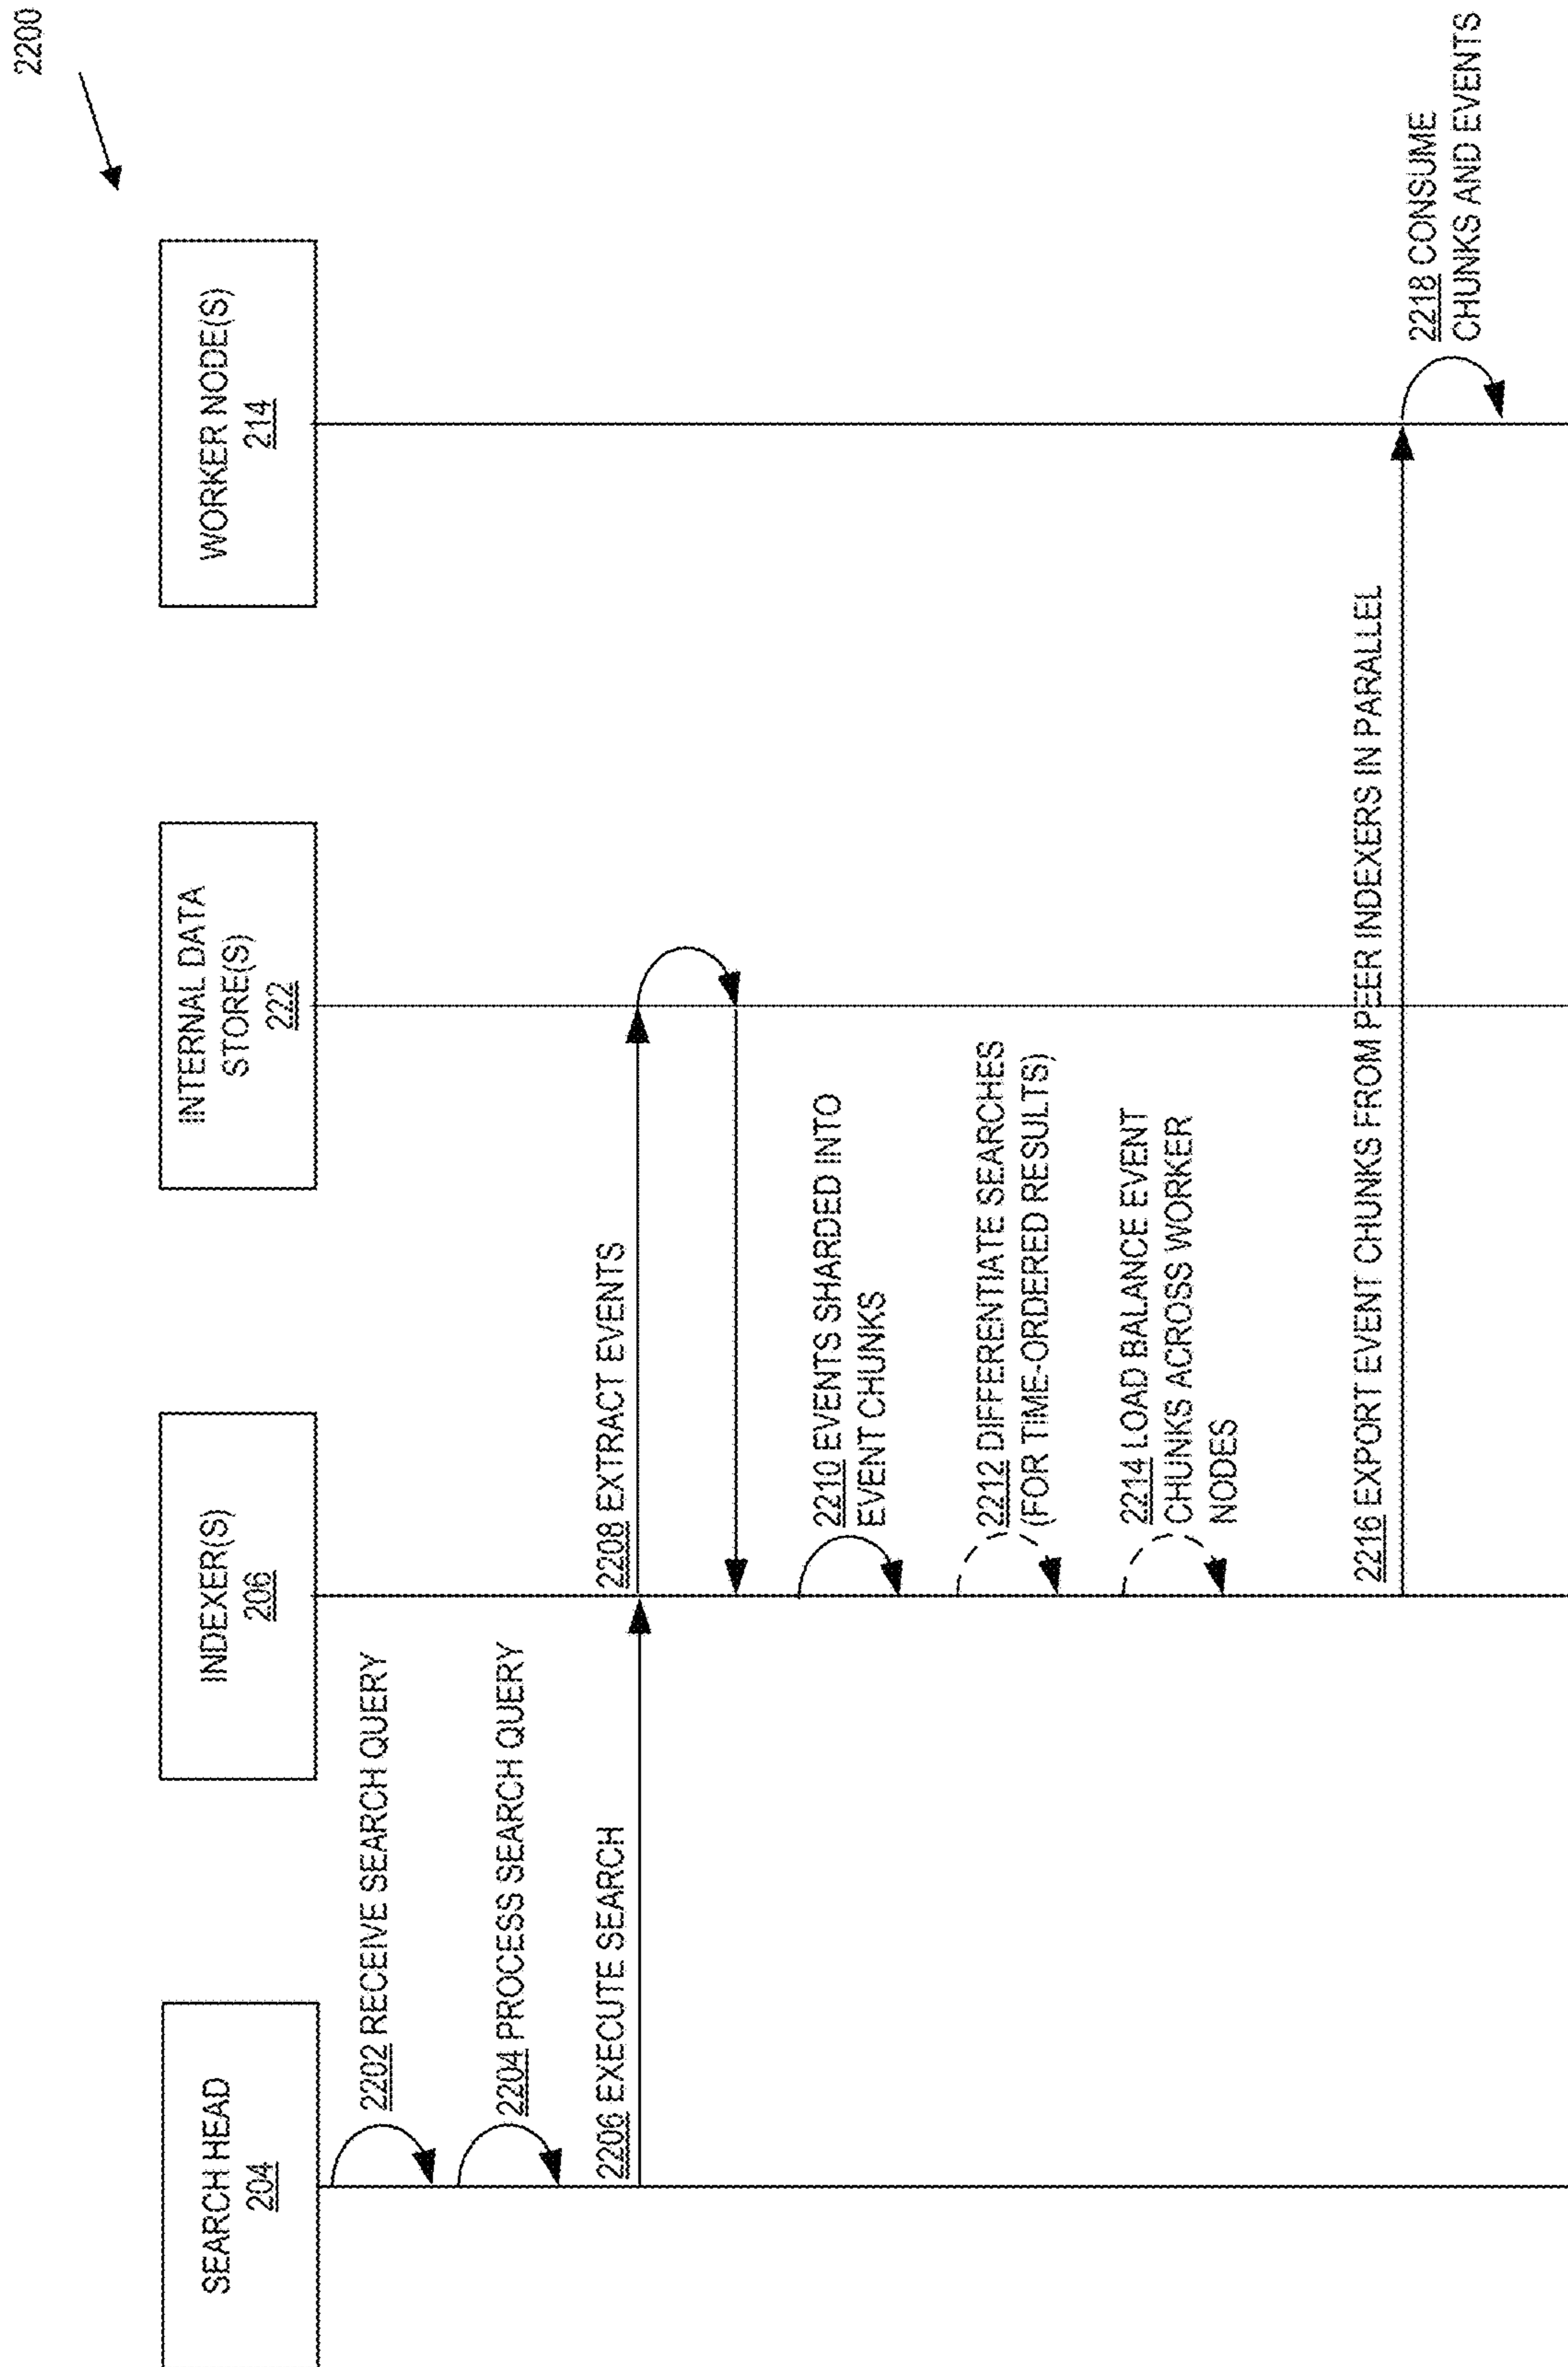 2200
SEARCH HEAD
204
INDEXER(S)
206
INTERNAL DATA
STORE(S)
222
WORKER NODE(S)
214
2202 RECEIVE SEARCH QUERY
2204 PROCESS SEARCH QUERY
2206 EXECUTE SEARCH
2208 EXTRACT EVENTS
2210 EVENTS SHARDED INTO
EVENT CHUNKS
2212 DIFFERENTIATE SEARCHES
(FOR TIME-ORDERED RESULTS)
2214 LOAD BALANCE EVENT
CHUNKS ACROSS WORKER
NODES
2216 EXPORT EVENT CHUNKS FROM PEER INDEXERS IN PARALLEL
2218 CONSUME
CHUNKS AND EVENTS